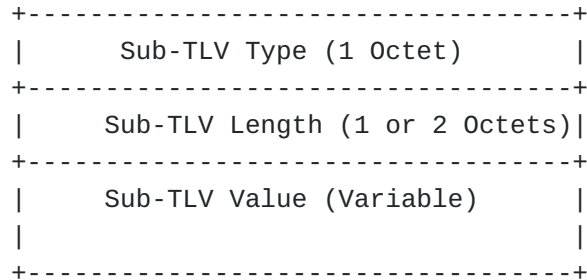 +-----------------------------------+
|      Sub-TLV Type (1 Octet)       |
+-----------------------------------+
|     Sub-TLV Length (1 or 2 Octets)|
+-----------------------------------+
|     Sub-TLV Value (Variable)      |
|                                   |
+-----------------------------------+